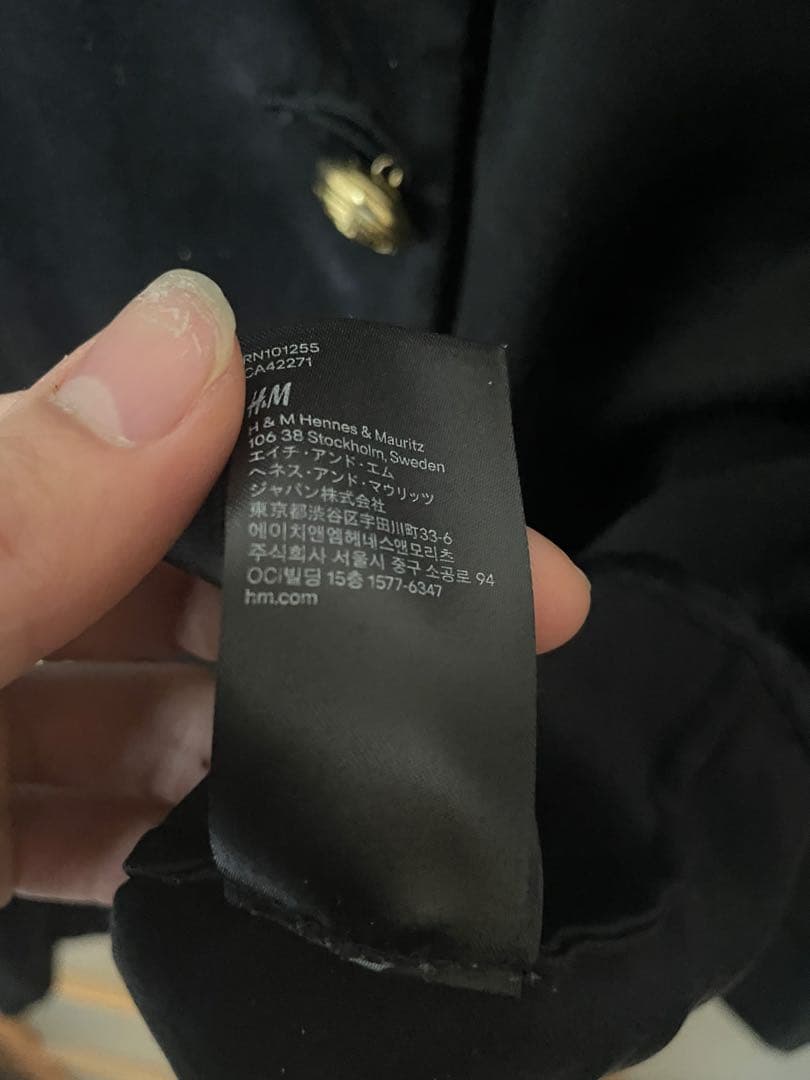 RN101255
CA42271
H&M
H & M Hennes & Mauritz
106 38 Stockholm, Sweden
エイチ・アンド・エム
ヘネス・アンド・マウリッツ
ジャパン株式会社
東京都渋谷区宇田川町33-6
에이치앤엠헤네스앤모리츠
주식회사 서울시 중구 소공로 94
OCi빌딩 15층 1577-6347
hm.com